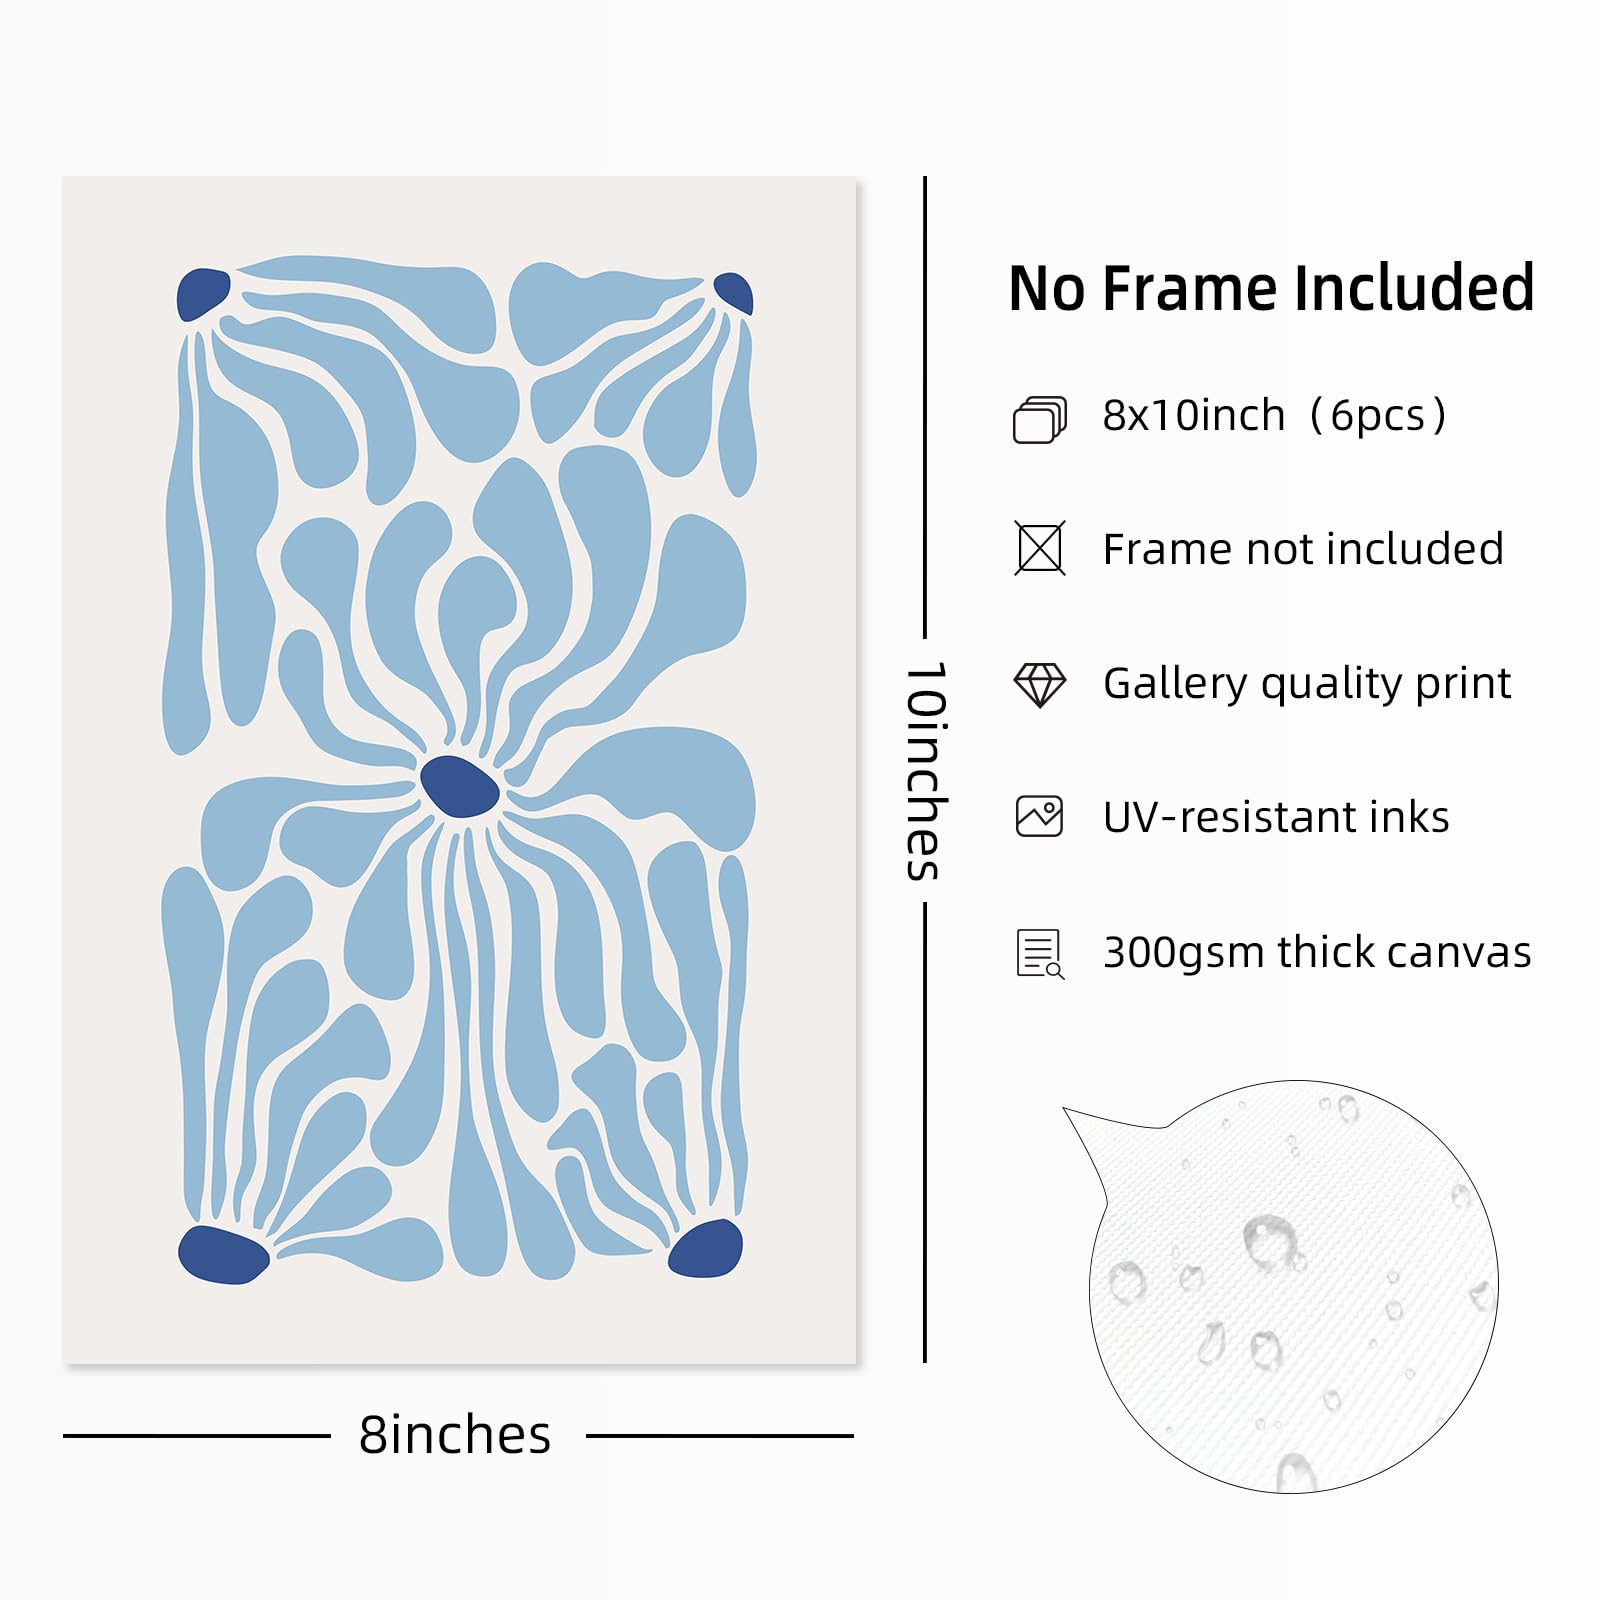 No Frame Included
8x10inch（6pcs）
Frame not included
Gallery quality print
UV-resistant inks
300gsm thick canvas
10inches
8inches